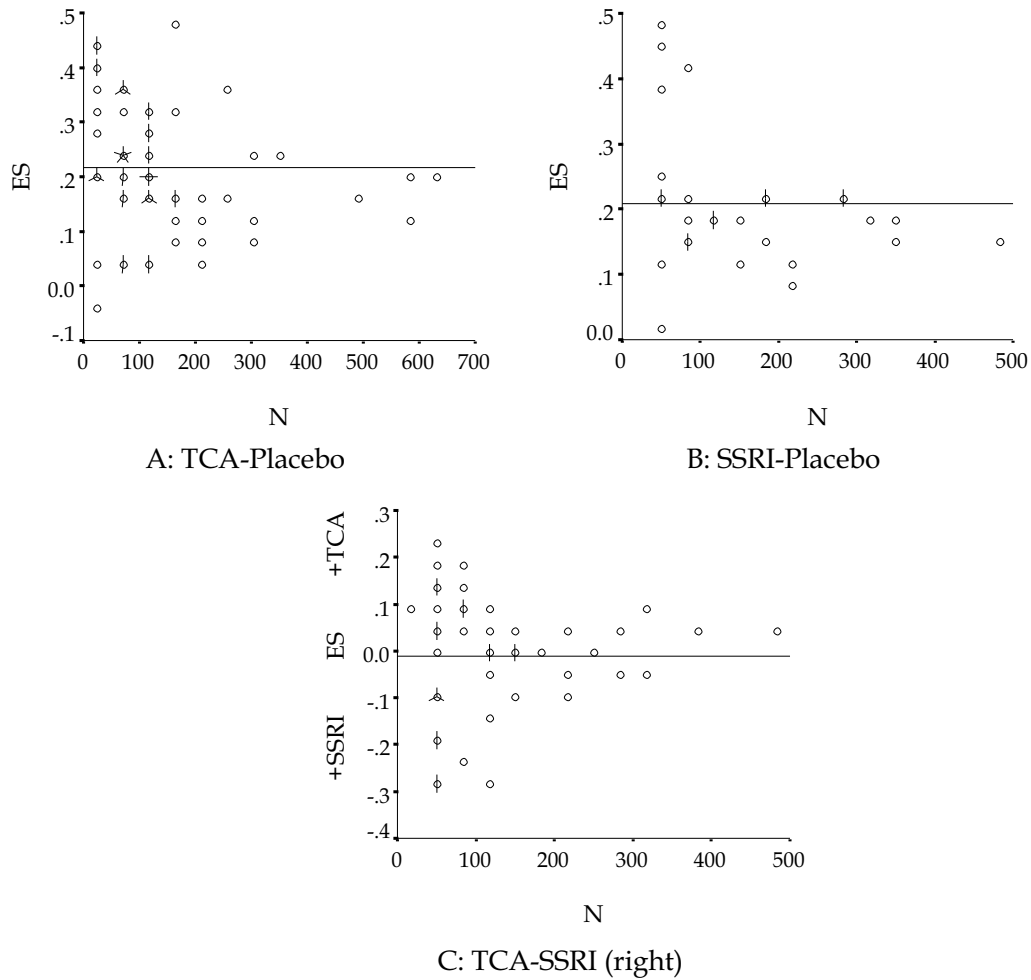 .5
.4
.3
.2
.1
0.0
-.1
ES
0 100 200 300 400 500 600 700
N
A: TCA-Placebo
.5
.4
.5
.2
.1
0.0
ES
0 100 200 300 400 500
N
B: SSRI-Placebo
.3
.2
.1
0.0
-.1
-.2
-.3
-.4
+SSRI ES +TCA
0 100 200 300 400 500
N
C: TCA-SSRI (right)